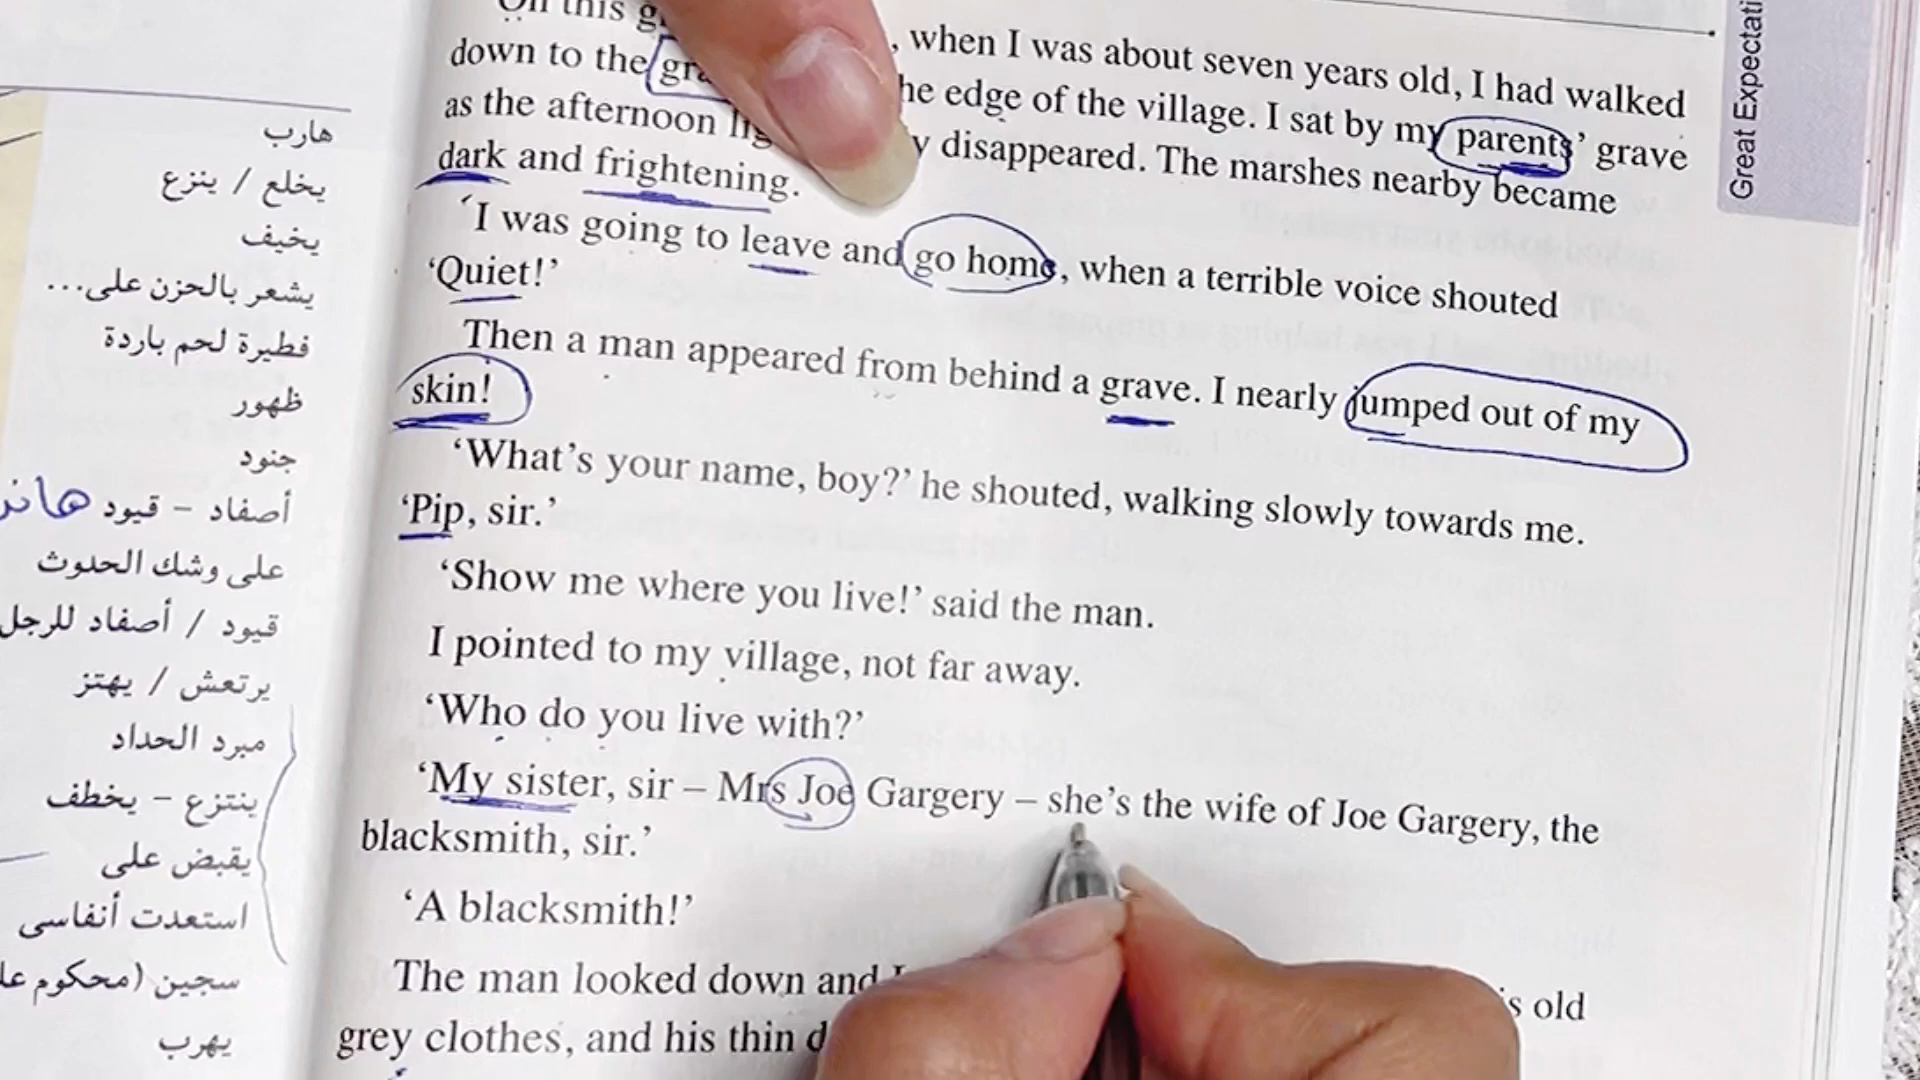 On this
, when I was about seven years old, I had walked
down to the he edge of the village. I sat by my parents' grave
as the afternoon disappeared. The marshes nearby became
dark and frightening.
'I was going to leave and go home, when a terrible voice shouted
'Quiet!'
Then a man appeared from behind a grave. I nearly jumped out of my
skin!
'What's your name, boy?' he shouted, walking slowly towards me.
'Pip, sir.'
'Show me where you live!' said the man.
I pointed to my village, not far away.
'Who do you live with?'
'My sister, sir – Mrs Joe Gargery – she's the wife of Joe Gargery, the
blacksmith, sir.'
'A blacksmith!'
The man looked down and old
grey clothes, and his thin
هارب
يخلع / ينزع
يخيف
يشعر بالحزن على...
فطيرة لحم باردة
ظهور
جنود
أصفاد - قيود
على وشك الحدوث
قيود / أصفاد للرجل
يرتعش / يهتز
مبرد الحداد
ينتزع - يخطف
يقبض على
استعدت أنفاسى
سجين (محكوم
يهرب
Great Expectati